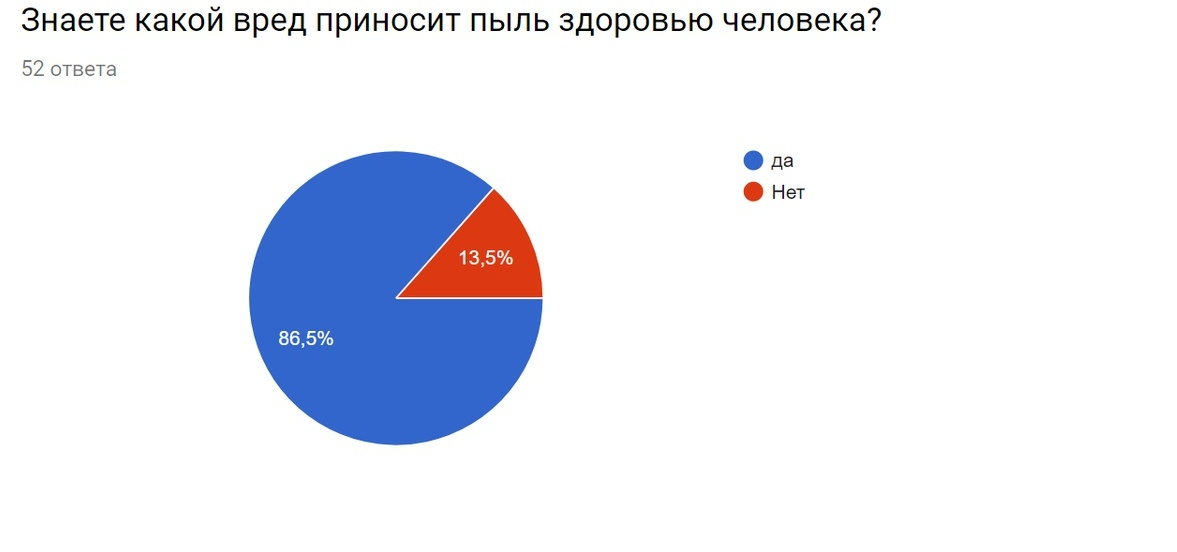 Знаете какой вред приносит пыль здоровью человека?
52 ответа
да
Нет
13,5%
86,5%